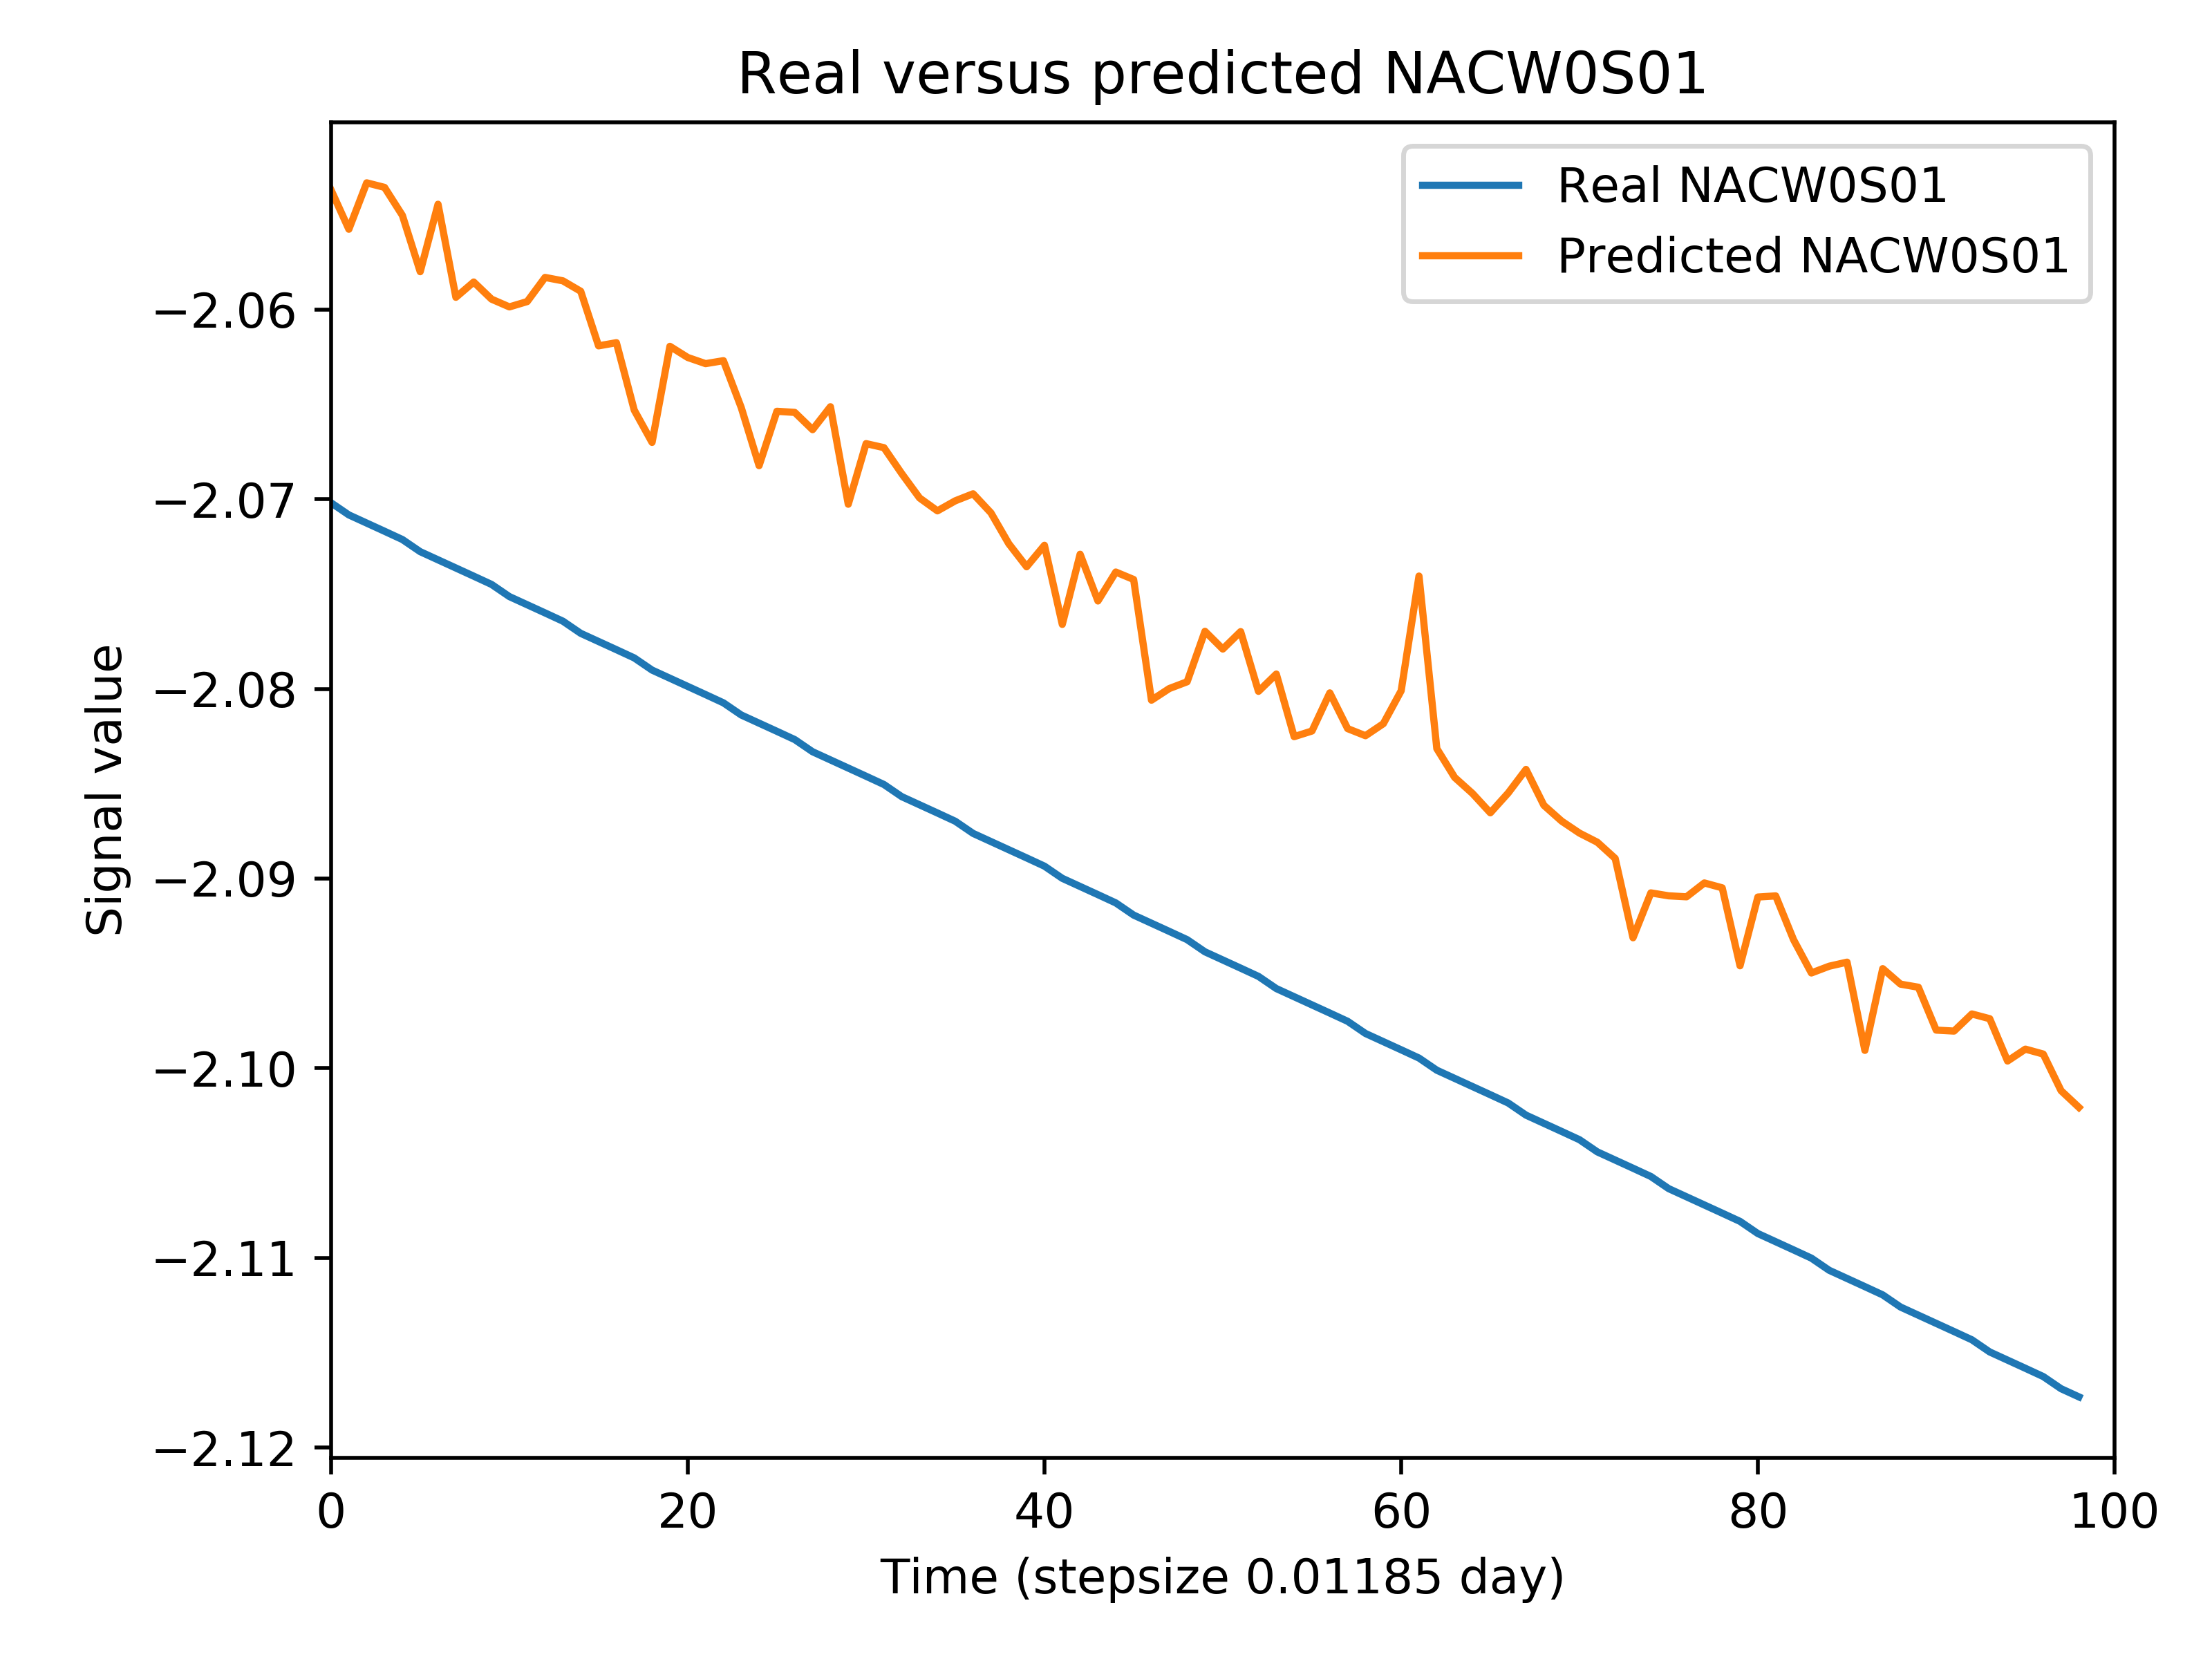 Real versus predicted NACW0S01
Real NACW0S01
Predicted NACW0S01
Signal value
−2.06
−2.07
−2.08
−2.09
−2.10
−2.11
−2.12
0 20 40 60 80 100
Time (stepsize 0.01185 day)